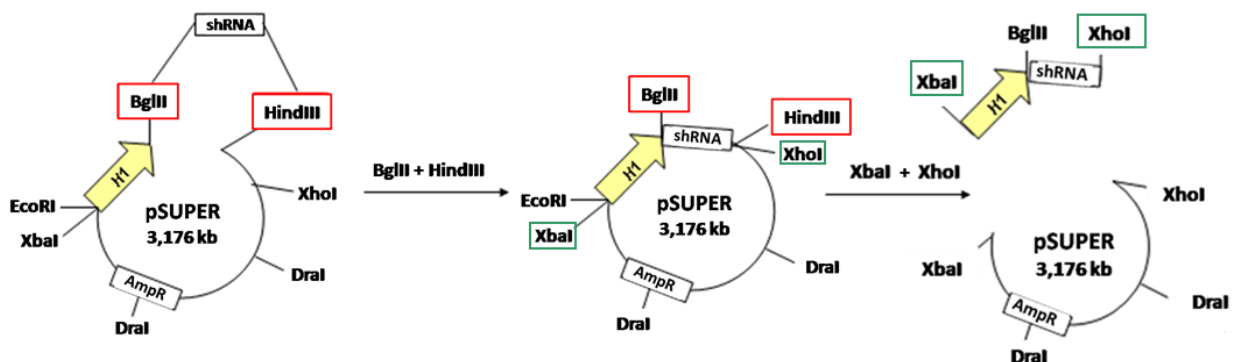 shRNA
BglII
HindIII
H1
EcoRI
XbaI
XhoI
pSUPER
3,176 kb
AmpR
DraI
DraI
BglII + HindIII
BglII
HindIII
shRNA
XhoI
H1
EcoRI
XbaI
pSUPER
3,176 kb
AmpR
DraI
DraI
XbaI + XhoI
BglII
XhoI
shRNA
XbaI
H1
XhoI
pSUPER
3,176 kb
XbaI
AmpR
DraI
DraI